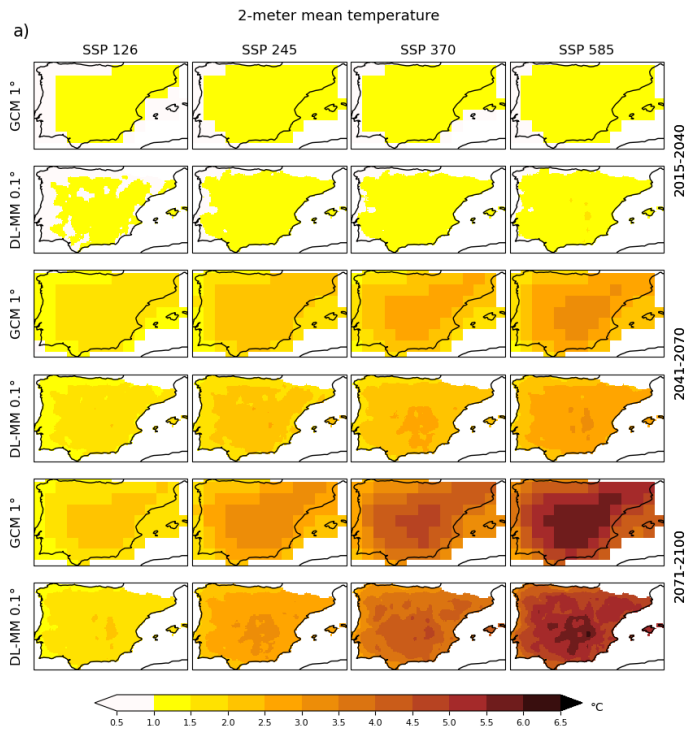 2-meter mean temperature
a)
SSP 126 SSP 245 SSP 370 SSP 585
GCM 1°
DL-MM 0.1°
2015-2040
GCM 1°
DL-MM 0.1°
2041-2070
GCM 1°
DL-MM 0.1°
2071-2100
°C
0.5 1.0 1.5 2.0 2.5 3.0 3.5 4.0 4.5 5.0 5.5 6.0 6.5